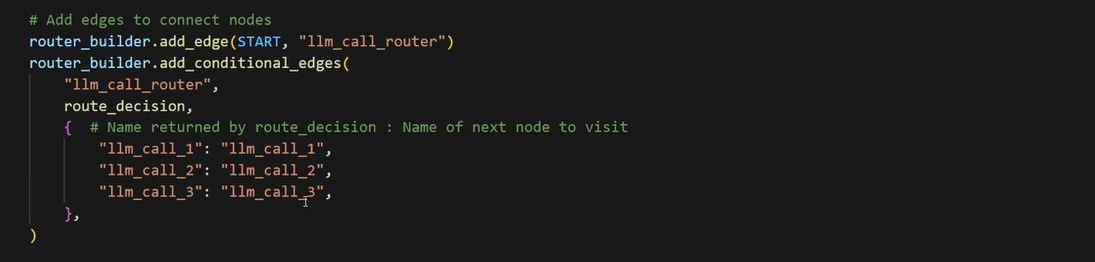 # Add edges to connect nodes
router_builder.add_edge(START, "llm_call_router")
router_builder.add_conditional_edges(
    "llm_call_router",
    route_decision,
    {  # Name returned by route_decision : Name of next node to visit
        "llm_call_1": "llm_call_1",
        "llm_call_2": "llm_call_2",
        "llm_call_3": "llm_call_3",
    },
)